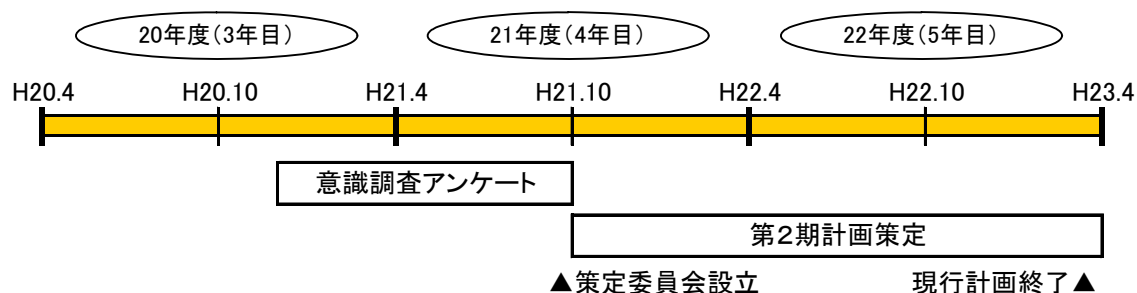 20年度(3年目) 21年度(4年目) 22年度(5年目)
H20.4 H20.10 H21.4 H21.10 H22.4 H22.10 H23.4
意識調査アンケート
第2期計画策定
▲策定委員会設立 現行計画終了▲